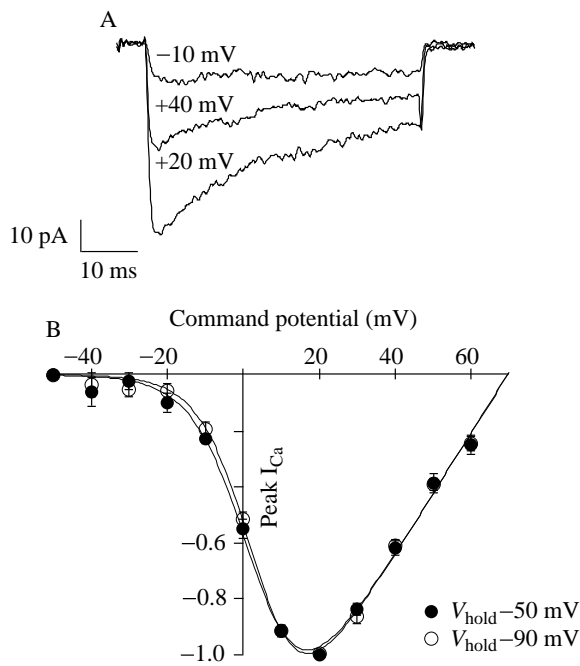 A
−10 mV
+40 mV
+20 mV
10 pA
10 ms
B
Command potential (mV)
−40 −20 20 40 60
Peak I_Ca
−0.6
−0.8
−1.0
V_hold −50 mV
V_hold −90 mV